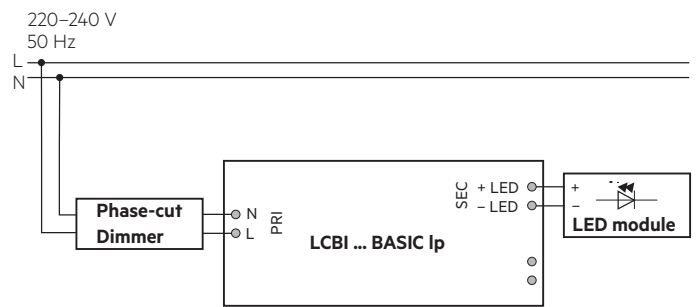 220–240 V
50 Hz
L
N
Phase-cut
Dimmer
N
L
PRI
LCBI ... BASIC lp
SEC
+ LED
– LED
+
–
LED module